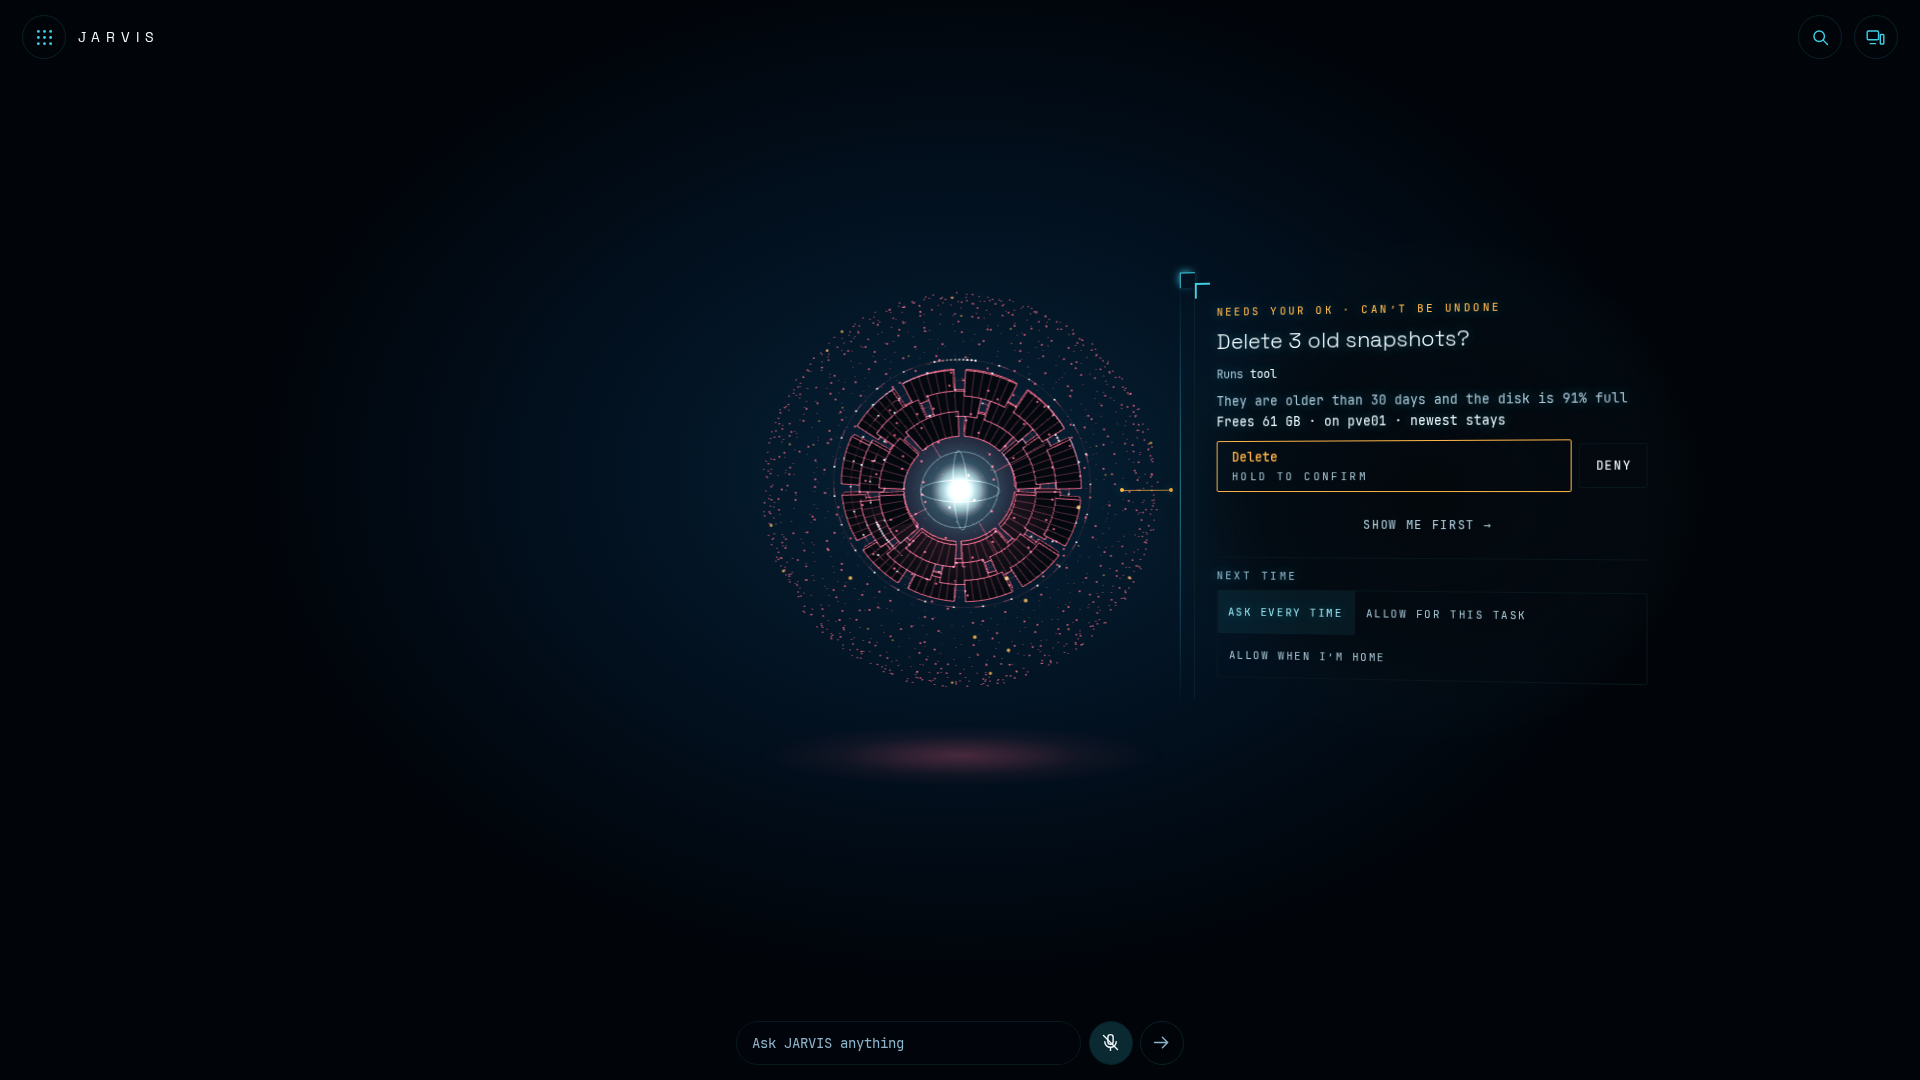 JARVIS
NEEDS YOUR OK · CAN'T BE UNDONE
Delete 3 old snapshots?
Runs tool
They are older than 30 days and the disk is 91% full
Frees 61 GB · on pve01 · newest stays
Delete
HOLD TO CONFIRM
DENY
SHOW ME FIRST →
NEXT TIME
ASK EVERY TIME
ALLOW FOR THIS TASK
ALLOW WHEN I'M HOME
Ask JARVIS anything